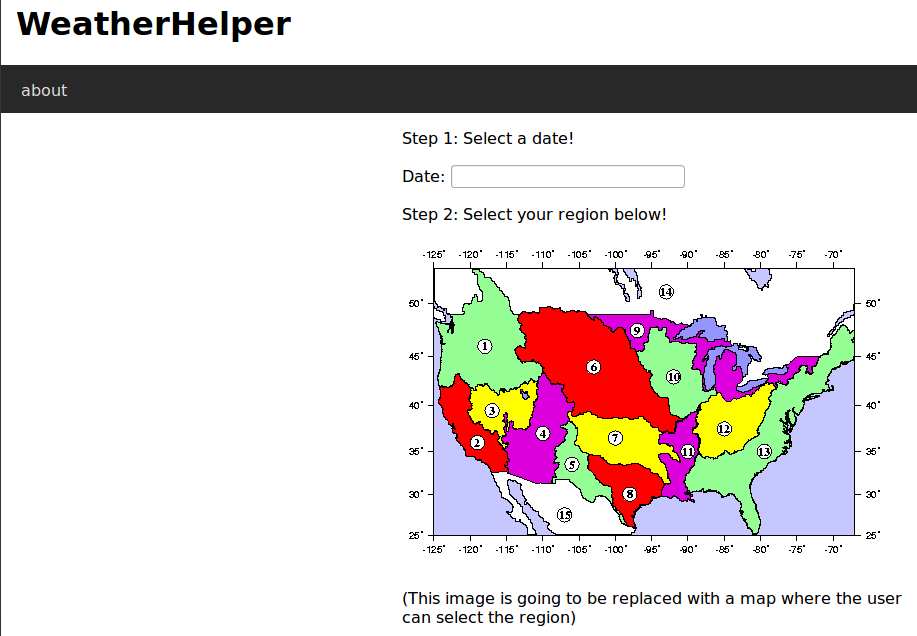 WeatherHelper
about
Step 1: Select a date!
Date:
Step 2: Select your region below!
-125° -120° -115° -110° -105° -100° -95° -90° -85° -80° -75° -70°
50° 14 50°
9
1
45° 45°
6
10
40° 3 40°
12
4 7
35° 2 11 13 35°
5
30° 8 30°
15
25° 25°
-125° -120° -115° -110° -105° -100° -95° -90° -85° -80° -75° -70°
(This image is going to be replaced with a map where the user
can select the region)